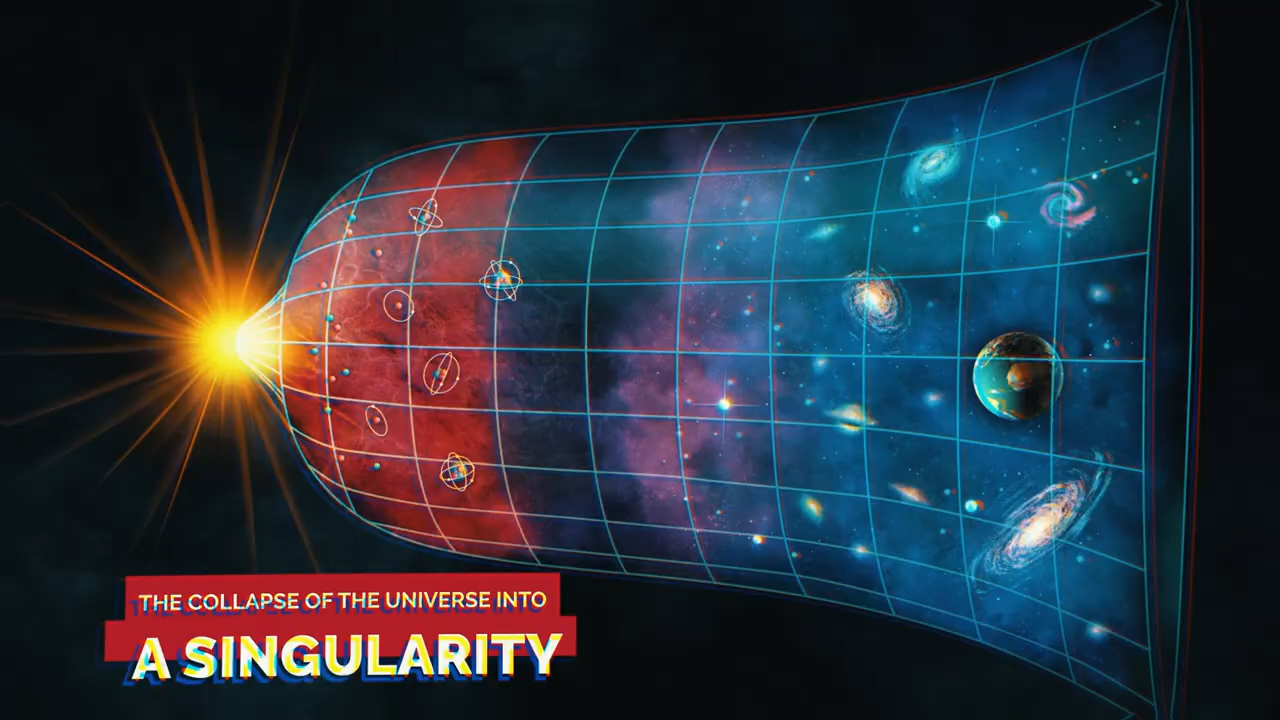 THE COLLAPSE OF THE UNIVERSE INTO
A SINGULARITY